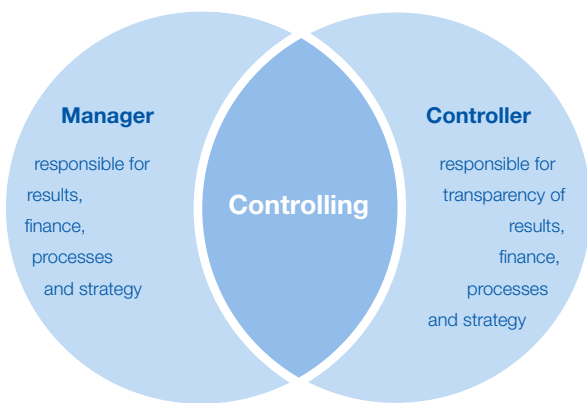 Manager
responsible for
results,
finance,
processes
and strategy
Controlling
Controller
responsible for
transparency of
results,
finance,
processes
and strategy